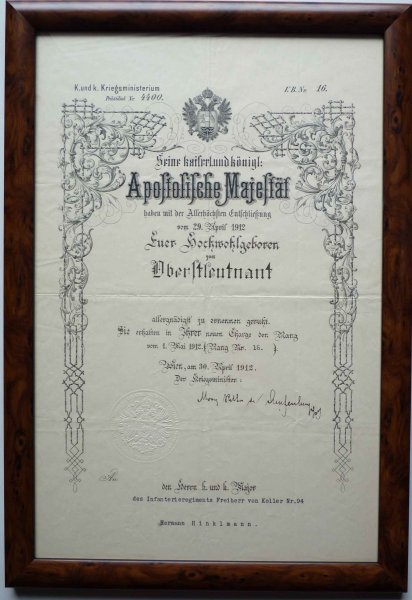 K.und k. Kriegsministerium
Präsidial Nr. 4400.
V.B.Nr. 16.
Seine kaiserl.und königl:
Apostolische Majestät
haben mit der Allerhöchsten Entschließung
vom 29. April 1912
Euer Hochwohlgeboren
zum
Oberstleutnant
allergnädigst zu ernennen geruht.
Sie erhalten in Ihrer neuen Charge den Rang
vom 1. Mai 1912.(Rang Nr. 16. ).
Wien, am 30. April 1912.
Der Kriegsminister:
An
den Herrn k. und k. Major
des Infanterieregiments Freiherr von Koller Nr.94
Hermann Hinklmann.